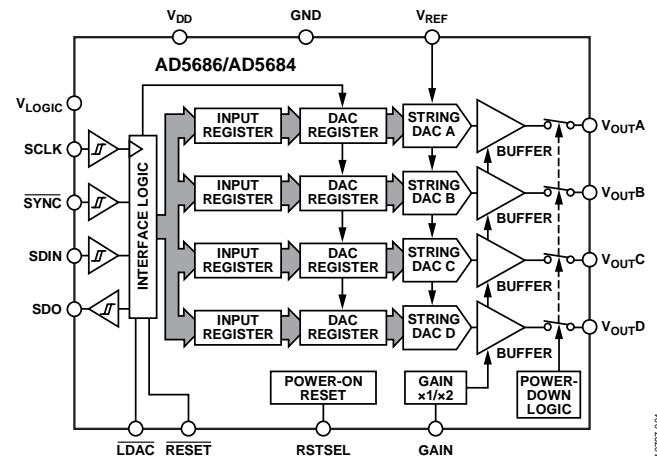 VDD
GND
VREF
AD5686/AD5684
VLOGIC
SCLK
SYNC
SDIN
SDO
INTERFACE LOGIC
INPUT
REGISTER
DAC
REGISTER
STRING
DAC A
BUFFER
VOUTA
INPUT
REGISTER
DAC
REGISTER
STRING
DAC B
BUFFER
VOUTB
INPUT
REGISTER
DAC
REGISTER
STRING
DAC C
BUFFER
VOUTC
INPUT
REGISTER
DAC
REGISTER
STRING
DAC D
BUFFER
VOUTD
POWER-ON
RESET
GAIN
×1/×2
POWER-
DOWN
LOGIC
LDAC
RESET
RSTSEL
GAIN